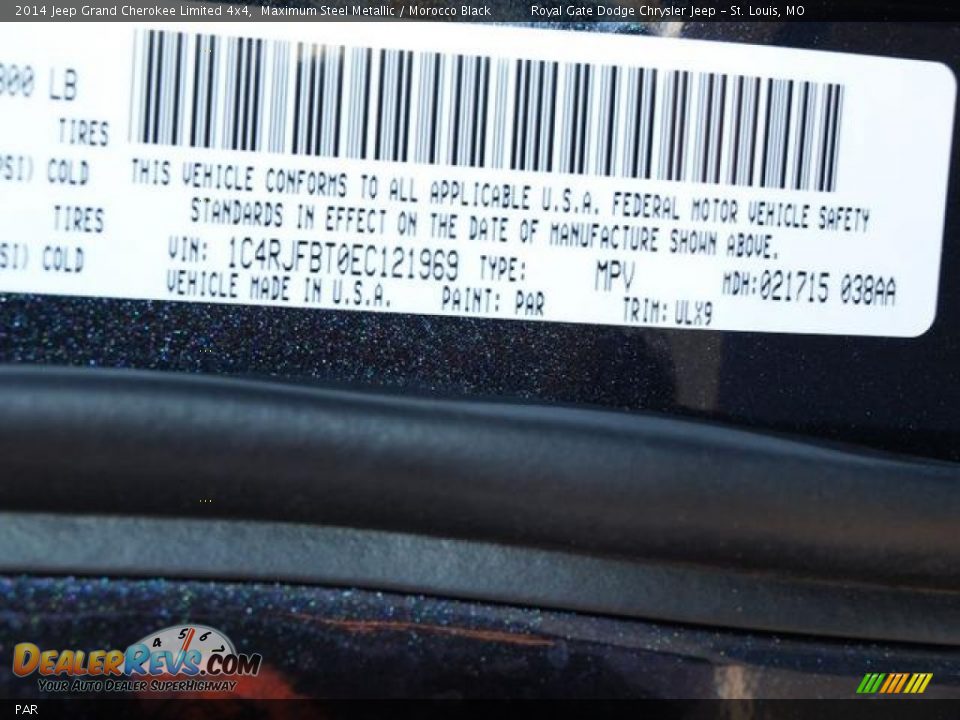 2014 Jeep Grand Cherokee Limited 4x4, Maximum Steel Metallic / Morocco Black Royal Gate Dodge Chrysler Jeep - St. Louis, MO
LB
TIRES
COLD
TIRES
COLD
THIS VEHICLE CONFORMS TO ALL APPLICABLE U.S.A. FEDERAL MOTOR VEHICLE SAFETY
STANDARDS IN EFFECT ON THE DATE OF MANUFACTURE SHOWN ABOVE.
VIN: 1C4RJFBT0EC121969 TYPE: MPV MDH:021715 038AA
VEHICLE MADE IN U.S.A. PAINT: PAR TRIM: ULX9
4 5 6
DEALERREVS.COM
YOUR AUTO DEALER SUPERHIGHWAY
PAR